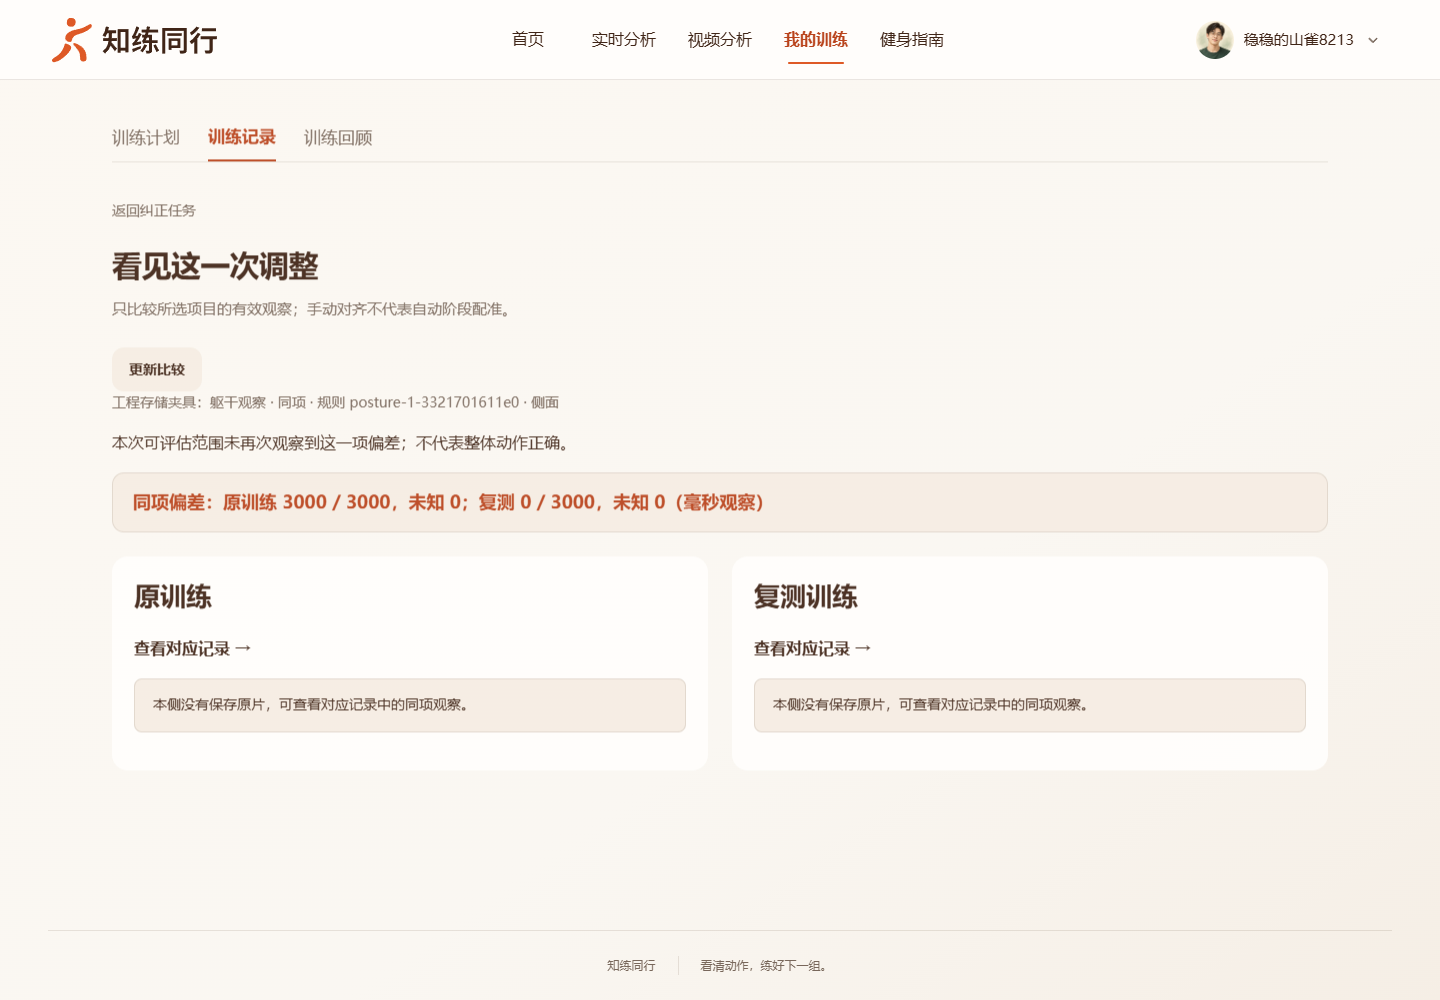 知练同行
首页 实时分析 视频分析 我的训练 健身指南
稳稳的山雀8213
训练计划 训练记录 训练回顾
返回纠正任务
看见这一次调整
只比较所选项目的有效观察；手动对齐不代表自动阶段配准。
更新比较
工程存储夹具：躯干观察 · 同项 · 规则 posture-1-3321701611e0 · 侧面
本次可评估范围未再次观察到这一项偏差；不代表整体动作正确。
同项偏差：原训练 3000 / 3000，未知 0；复测 0 / 3000，未知 0（毫秒观察）
原训练
查看对应记录 →
本侧没有保存原片，可查看对应记录中的同项观察。
复测训练
查看对应记录 →
本侧没有保存原片，可查看对应记录中的同项观察。
知练同行
看清动作，练好下一组。